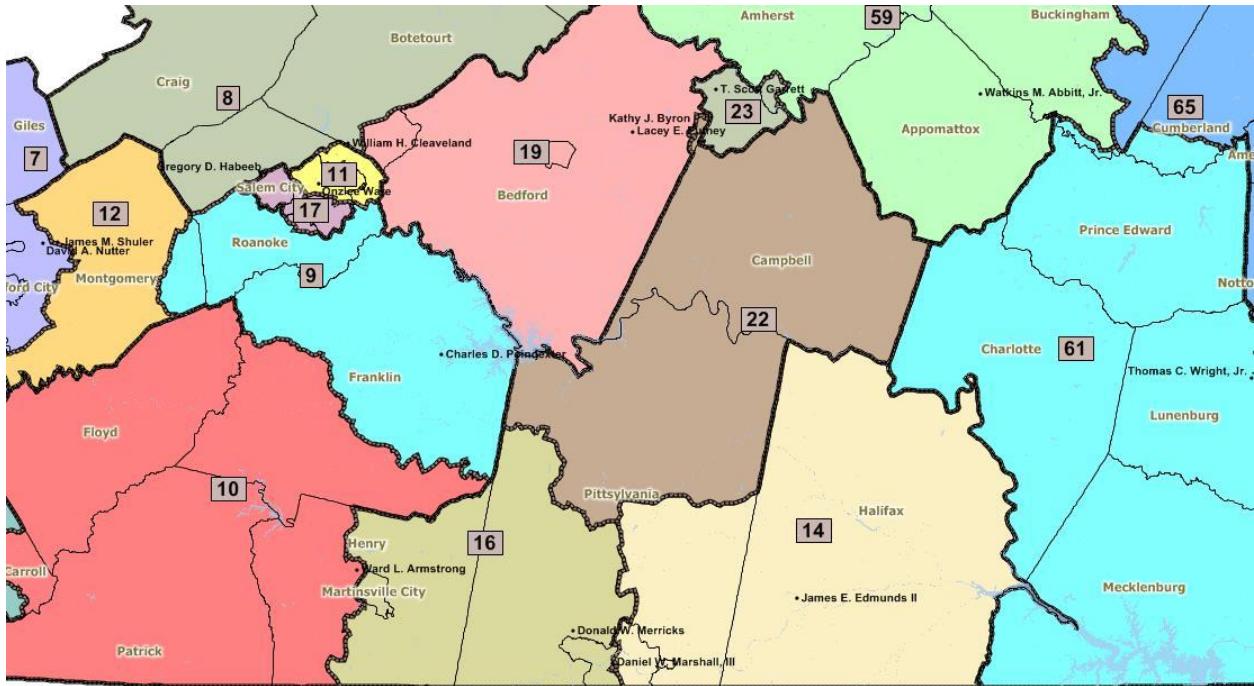 Amherst
59
Buckingham
Botetourt
Craig
8
T. Scott Garrett
Watkins M. Abbitt, Jr.
23
65
Giles
7
Kathy J. Byron
Lacey E. Putney
Appomattox
Cumberland
William H. Cleaveland
Gregory D. Habeeb
19
11
Salem City
Onzlee Ware
Bedford
17
12
James M. Shuler
David A. Nutter
Roanoke
Prince Edward
Montgomery
9
Campbell
Notto
ford City
22
Charles D. Poindexter
Charlotte
61
Franklin
Thomas C. Wright, Jr.
Lunenburg
Floyd
10
Pittsylvania
Halifax
16
14
Henry
Carroll
Ward L. Armstrong
Martinsville City
Mecklenburg
James E. Edmunds II
Donald W. Merricks
Patrick
Daniel W. Marshall, III